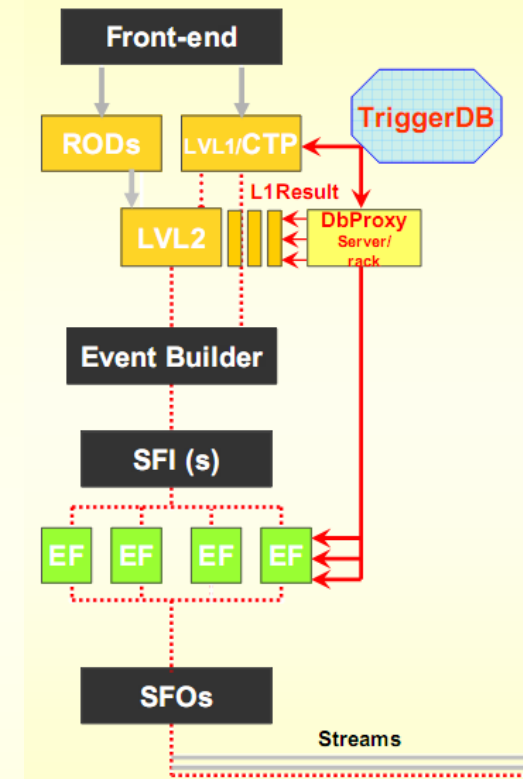 Front-end
RODs
LVL1/CTP
TriggerDB
L1Result
LVL2
DbProxy
Server/
rack
Event Builder
SFI (s)
EF
EF
EF
EF
SFOs
Streams